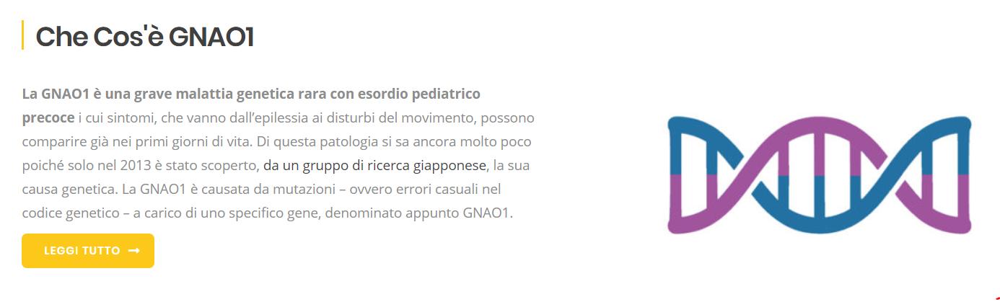 Che Cos'è GNAO1
La GNAO1 è una grave malattia genetica rara con esordio pediatrico
precoce i cui sintomi, che vanno dall’epilessia ai disturbi del movimento, possono
comparire già nei primi giorni di vita. Di questa patologia si sa ancora molto poco
poiché solo nel 2013 è stato scoperto, da un gruppo di ricerca giapponese, la sua
causa genetica. La GNAO1 è causata da mutazioni – ovvero errori casuali nel
codice genetico – a carico di uno specifico gene, denominato appunto GNAO1.
LEGGI TUTTO